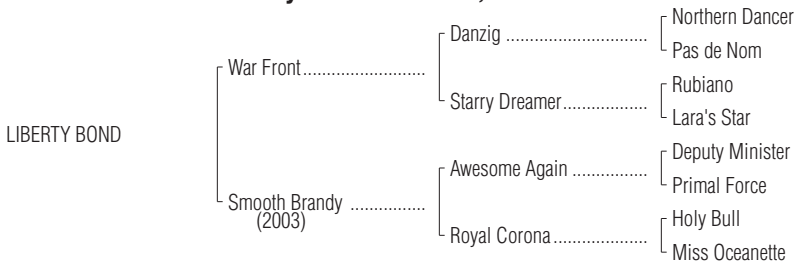 Northern Dancer
Danzig ..............................
Pas de Nom
War Front..........................
Rubiano
Starry Dreamer..................
Lara's Star
LIBERTY BOND
Deputy Minister
Awesome Again ................
Primal Force
Smooth Brandy ................
(2003)
Holy Bull
Royal Corona....................
Miss Oceanette